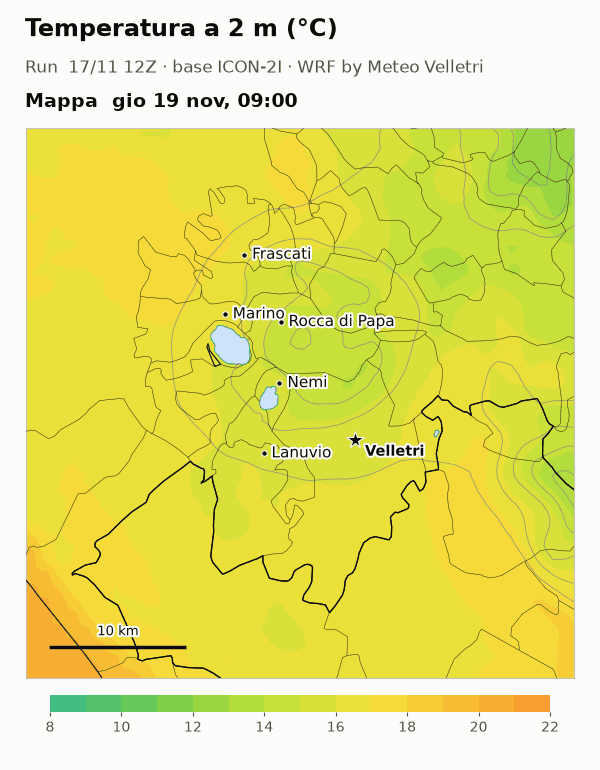 Temperatura a 2 m (°C)
Run  17/11 12Z · base ICON-2I · WRF by Meteo Velletri
Mappa  gio 19 nov, 09:00
Frascati
Marino
Rocca di Papa
Nemi
Velletri
Lanuvio
10 km
8 10 12 14 16 18 20 22